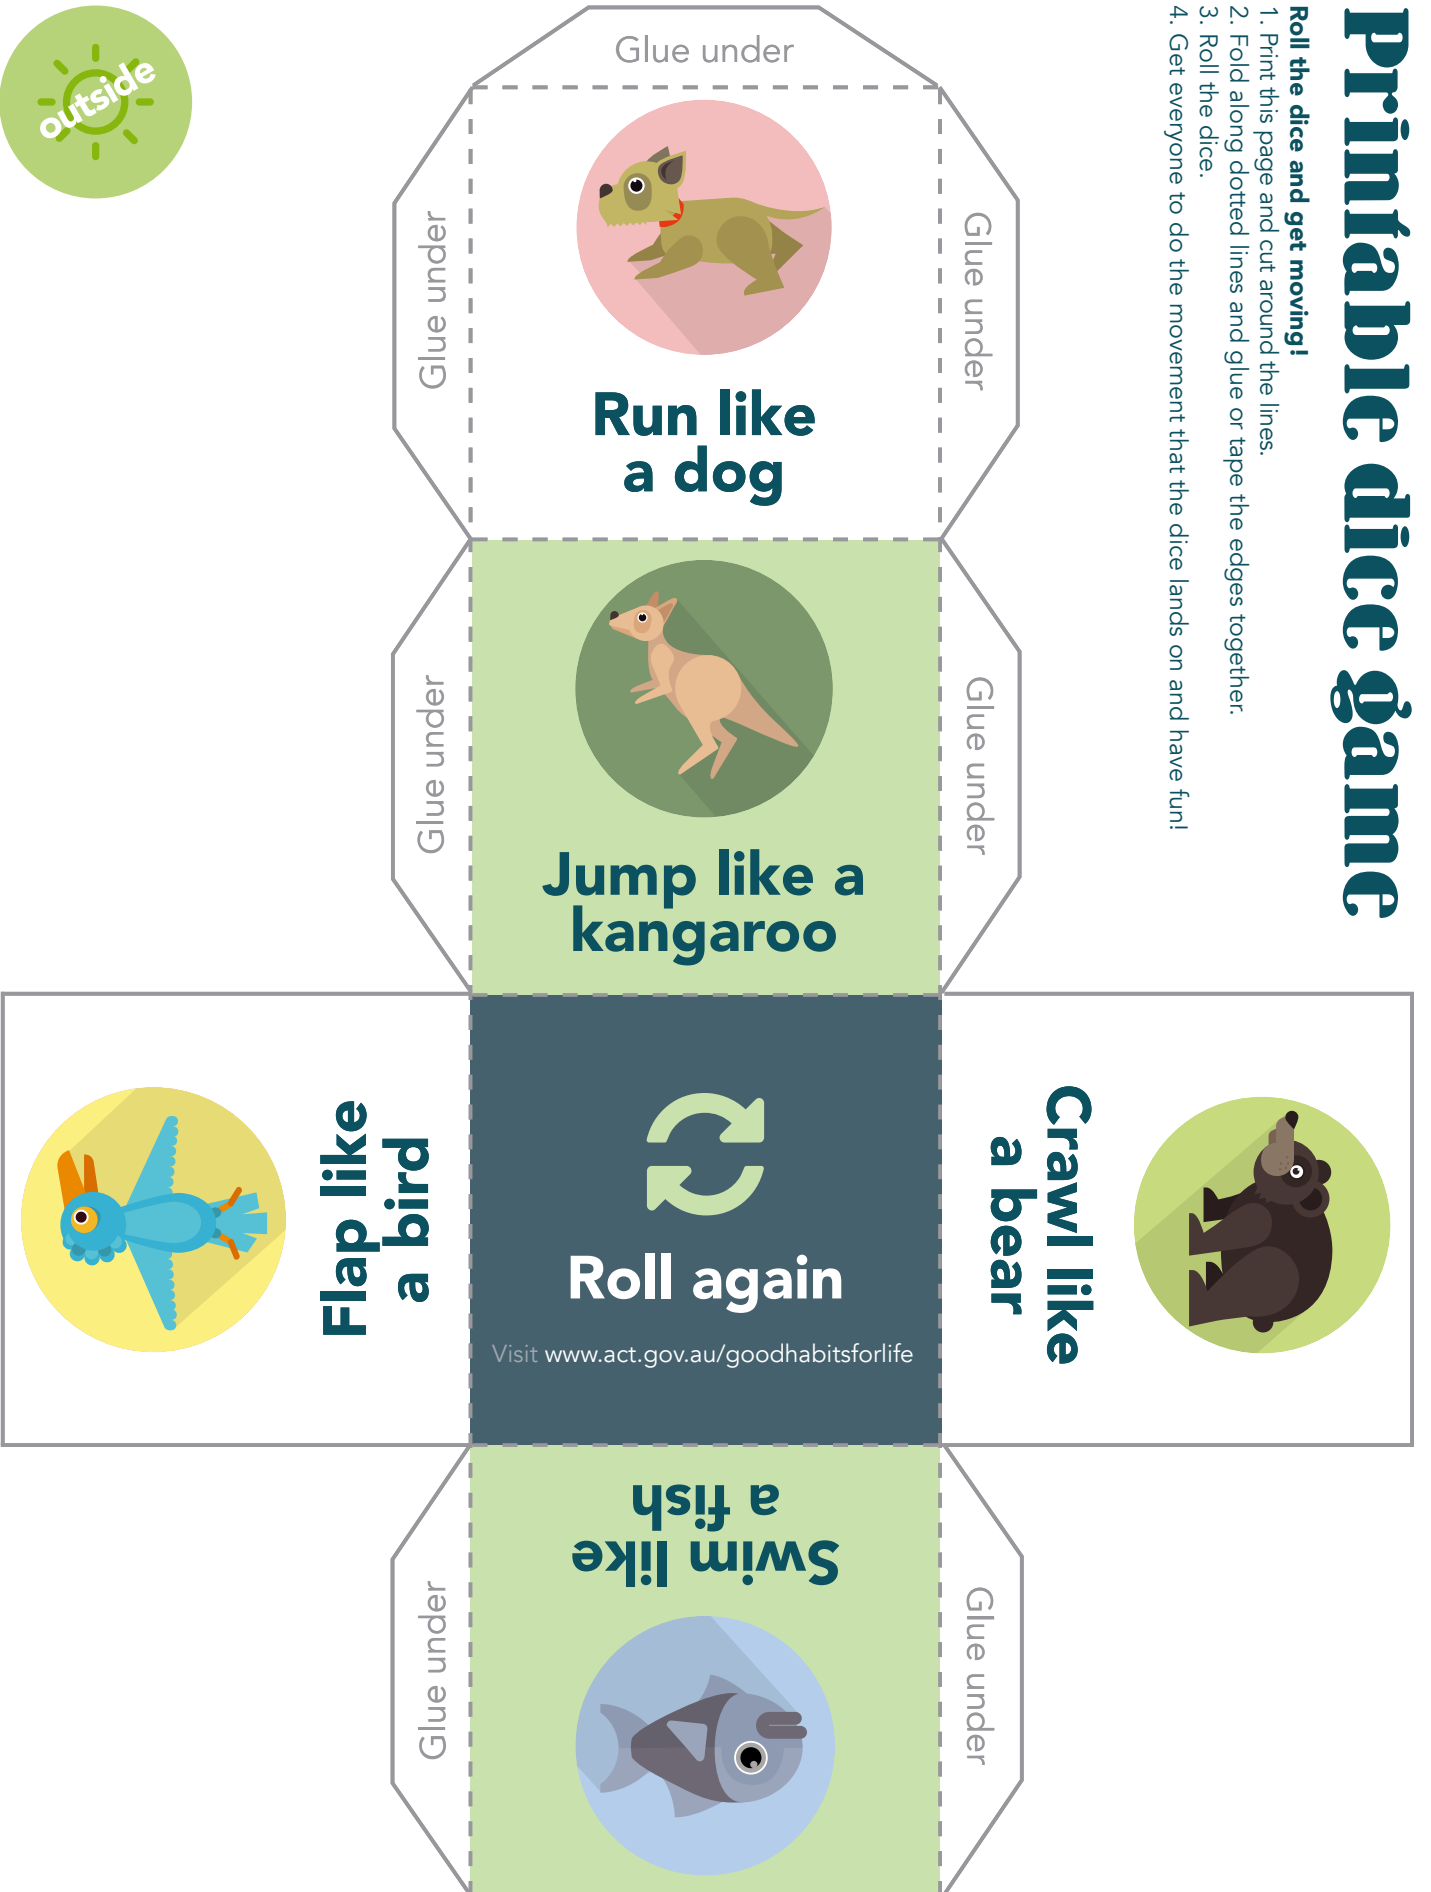 Printable dice game
Roll the dice and get moving!
1. Print this page and cut around the lines.
2. Fold along dotted lines and glue or tape the edges together.
3. Roll the dice.
4. Get everyone to do the movement that the dice lands on and have fun!
outside
Glue under
Glue under
Glue under
Run like
a dog
Glue under
Glue under
Jump like a
kangaroo
Flap like
a bird
Roll again
Visit www.act.gov.au/goodhabitsforlife
Crawl like
a bear
Swim like
a fish
Glue under
Glue under